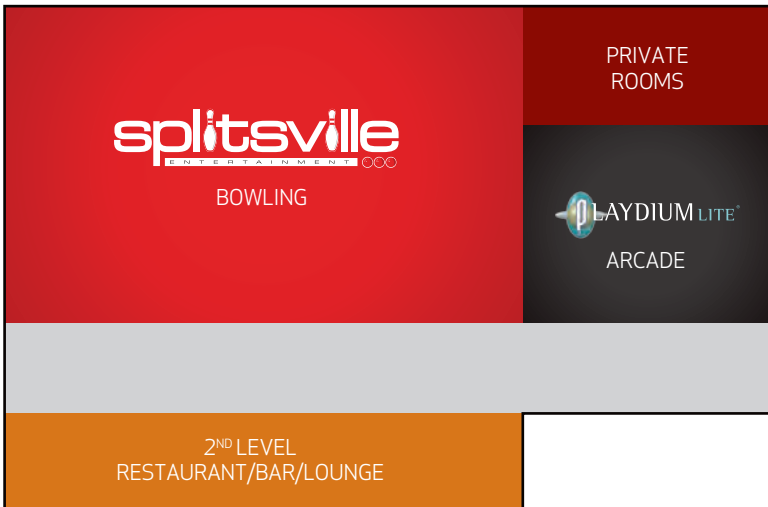 splitsville
ENTERTAINMENT
BOWLING
PRIVATE
ROOMS
PLAYDIUM LITE®
ARCADE
2ND LEVEL
RESTAURANT/BAR/LOUNGE